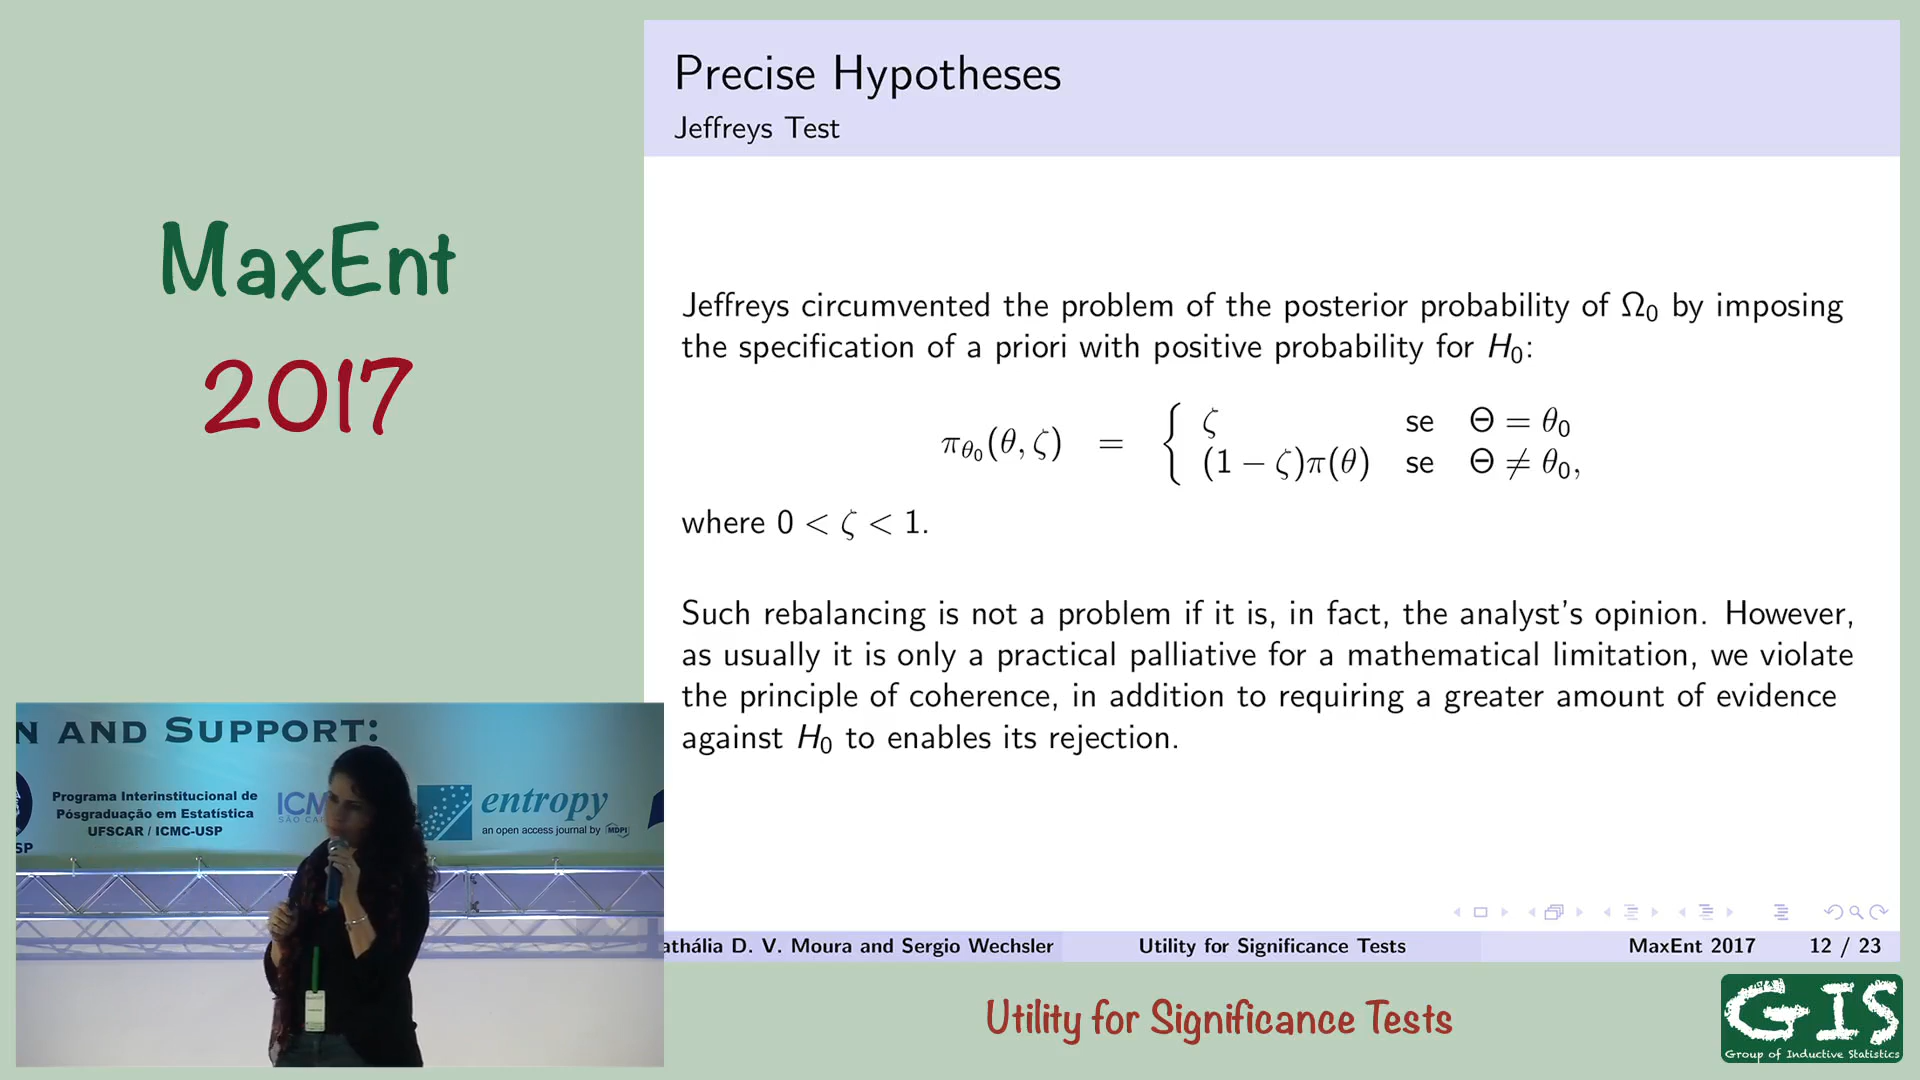 MaxEnt
2017
Precise Hypotheses
Jeffreys Test
Jeffreys circumvented the problem of the posterior probability of Ω₀ by imposing
the specification of a priori with positive probability for H₀:
π_θ₀(θ, ζ) = { ζ se Θ = θ₀
(1 − ζ)π(θ) se Θ ≠ θ₀,
where 0 < ζ < 1.
Such rebalancing is not a problem if it is, in fact, the analyst's opinion. However,
as usually it is only a practical palliative for a mathematical limitation, we violate
the principle of coherence, in addition to requiring a greater amount of evidence
against H₀ to enables its rejection.
athália D. V. Moura and Sergio Wechsler Utility for Significance Tests MaxEnt 2017 12 / 23
N AND SUPPORT:
Programa Interinstitucional de
Pósgraduação em Estatística
UFSCAR / ICMC-USP
SP
ICM
SÃO CAR
entropy
an open access journal by MDPI
Utility for Significance Tests
GIS
Group of Inductive Statistics